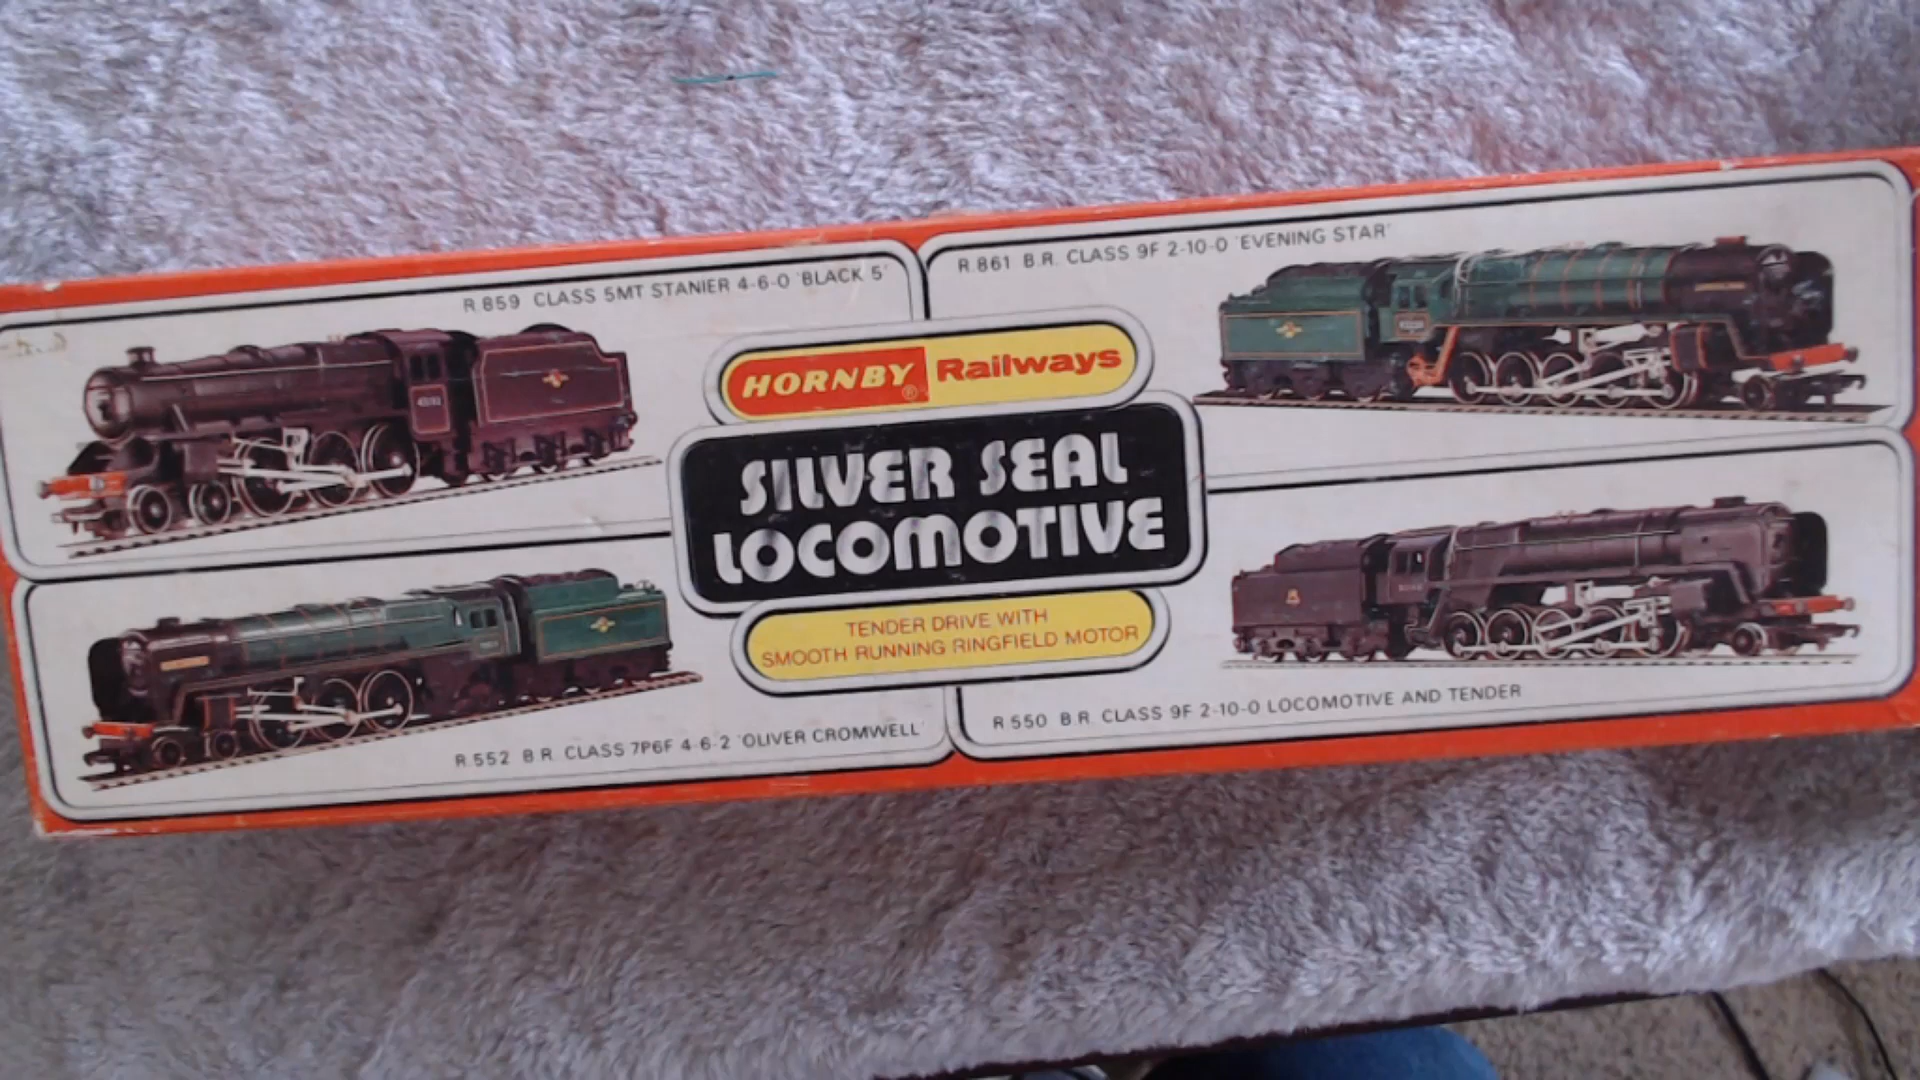 R.859 CLASS 5MT STANIER 4-6-0 'BLACK 5'
R.861 B.R. CLASS 9F 2-10-0 'EVENING STAR'
HORNBY® Railways
SILVER SEAL
LOCOMOTIVE
TENDER DRIVE WITH
SMOOTH RUNNING RINGFIELD MOTOR
R.552 B.R. CLASS 7P6F 4-6-2 'OLIVER CROMWELL'
R.550 B.R. CLASS 9F 2-10-0 LOCOMOTIVE AND TENDER